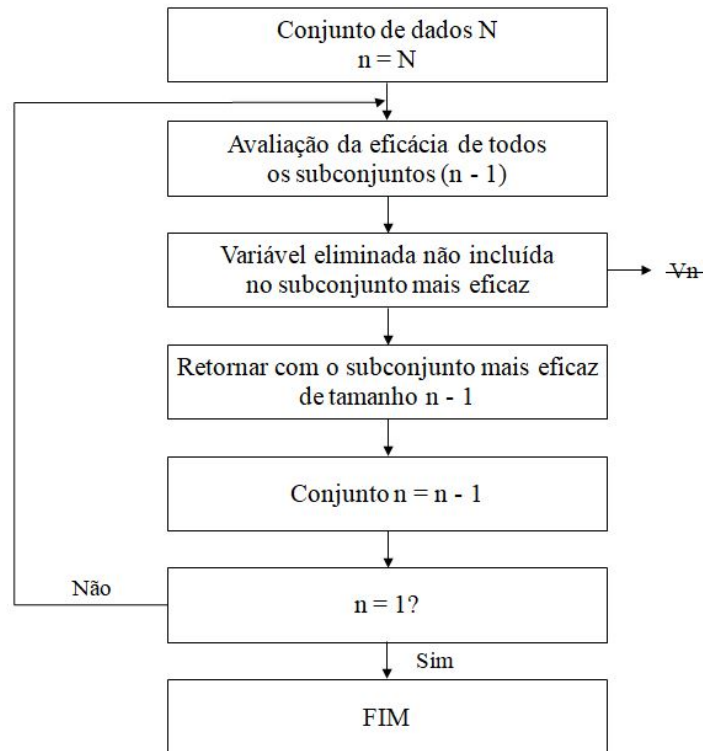 Conjunto de dados N
n = N
Avaliação da eficácia de todos
os subconjuntos (n - 1)
Variável eliminada não incluída
no subconjunto mais eficaz
Vn
Retornar com o subconjunto mais eficaz
de tamanho n - 1
Conjunto n = n - 1
Não
n = 1?
Sim
FIM